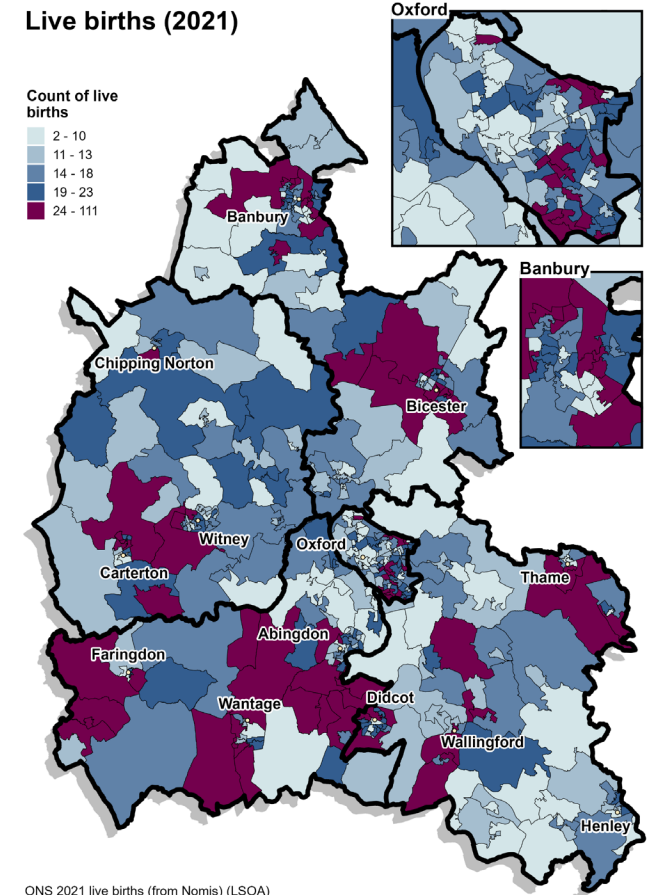 Live births (2021)
Oxford
Count of live
births
2 - 10
11 - 13
14 - 18
19 - 23
24 - 111
Banbury
Banbury
Chipping Norton
Bicester
Witney
Oxford
Carterton
Thame
Abingdon
Faringdon
Wantage
Didcot
Wallingford
Henley
ONS 2021 live births (from Nomis) (LSOA)